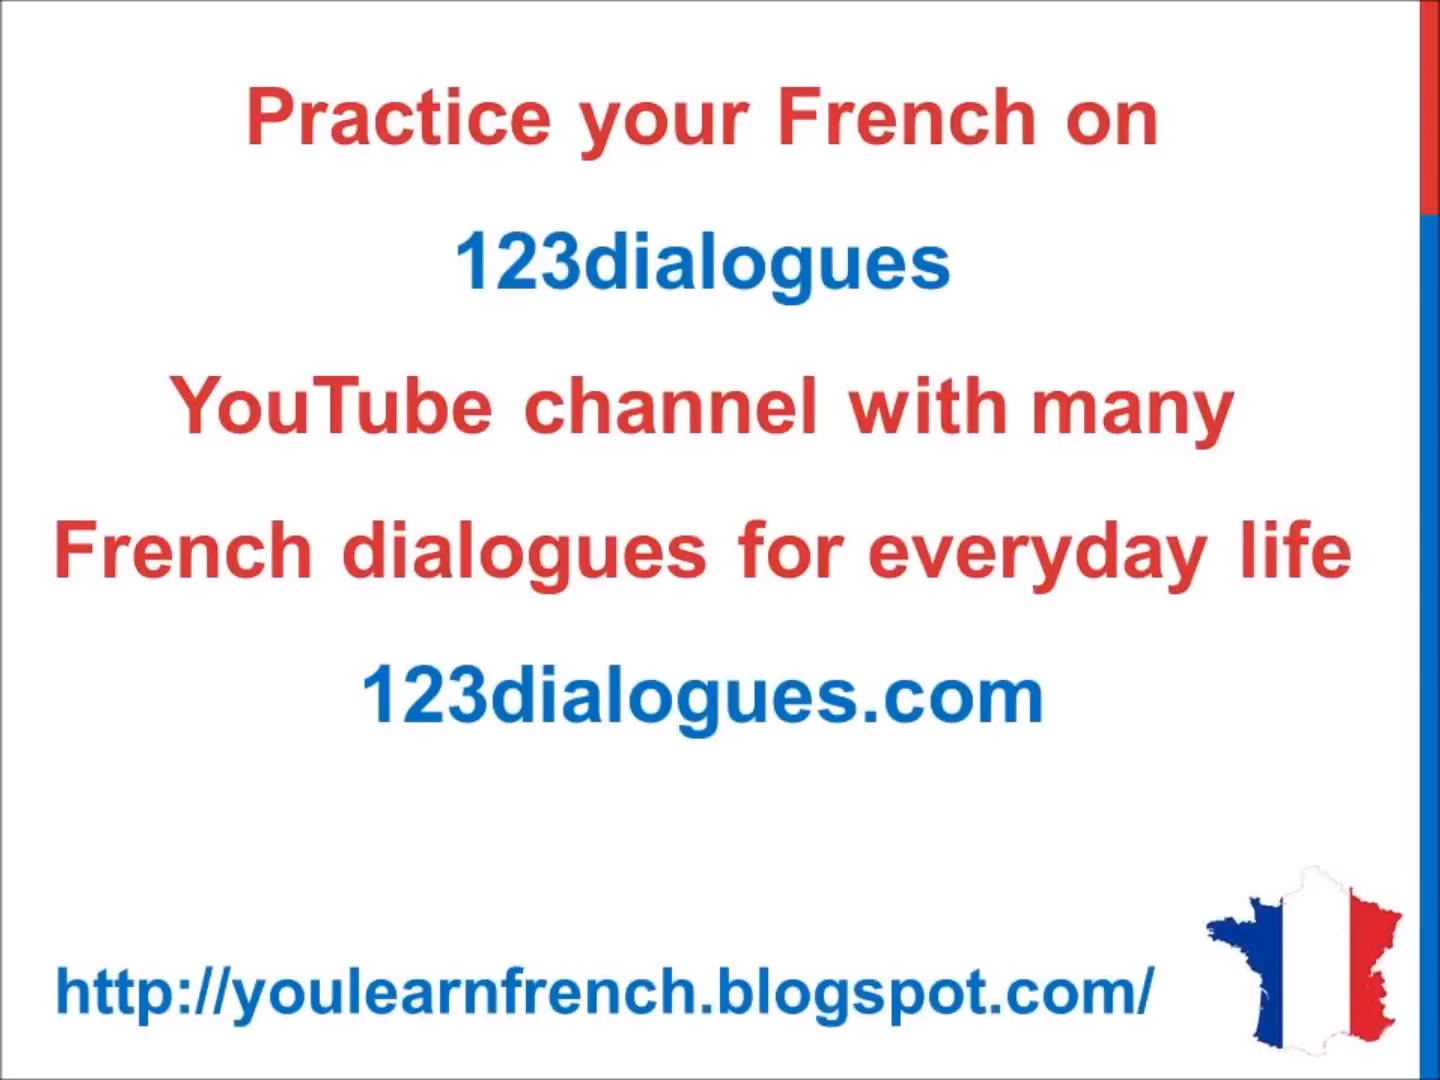 Practice your French on
123dialogues
YouTube channel with many
French dialogues for everyday life
123dialogues.com
http://youlearnfrench.blogspot.com/